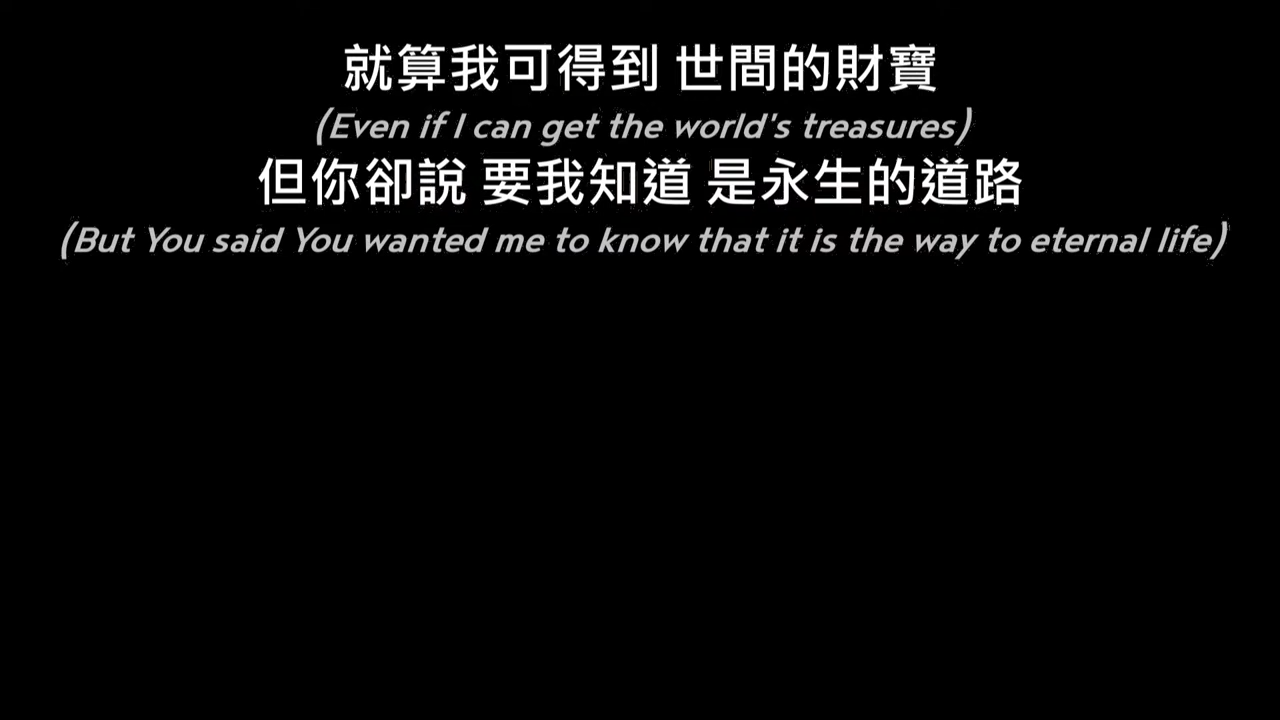 就算我可得到 世間的財寶
(Even if I can get the world's treasures)
但你卻說 要我知道 是永生的道路
(But You said You wanted me to know that it is the way to eternal life)